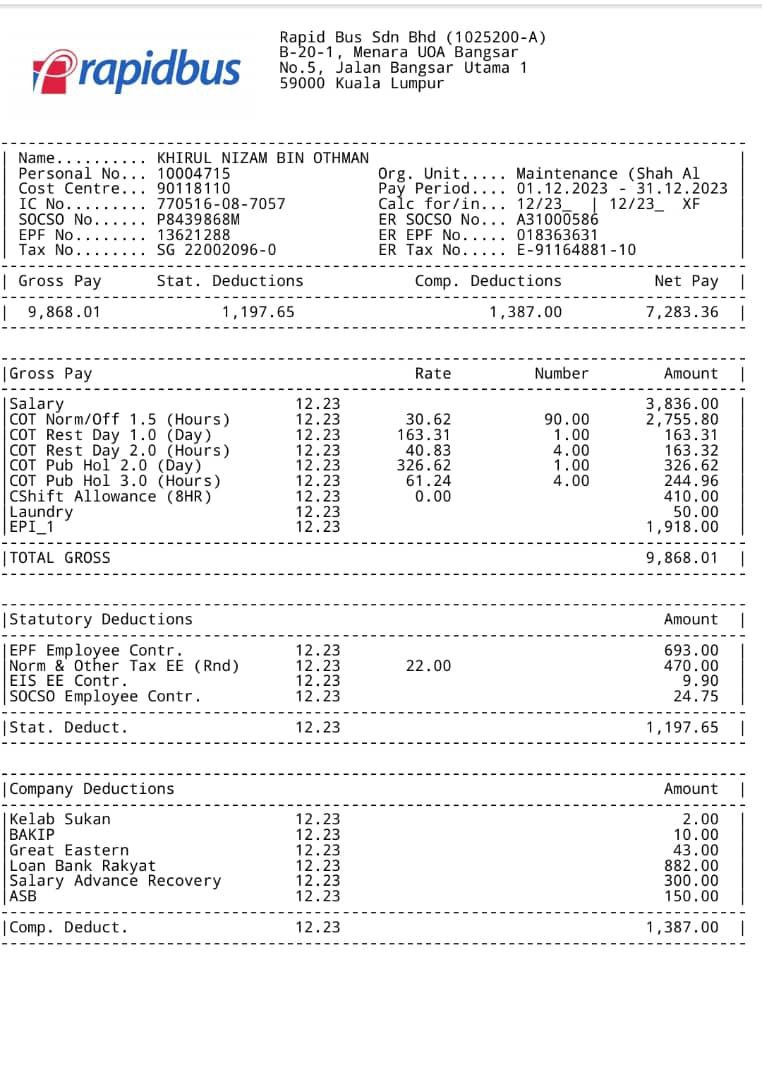 rapidbus
Rapid Bus Sdn Bhd (1025200-A)
B-20-1, Menara UOA Bangsar
No.5, Jalan Bangsar Utama 1
59000 Kuala Lumpur
Name.......... KHIRUL NIZAM BIN OTHMAN
Personal No... 10004715 Org. Unit..... Maintenance (Shah Al
Cost Centre... 90118110 Pay Period.... 01.12.2023 - 31.12.2023
IC No......... 770516-08-7057 Calc for/in... 12/23_ | 12/23_ XF
SOCSO No...... P8439868M ER SOCSO No... A31000586
EPF No........ 13621288 ER EPF No..... 018363631
Tax No........ SG 22002096-0 ER Tax No..... E-91164881-10
| Gross Pay Stat. Deductions Comp. Deductions Net Pay |
| 9,868.01 1,197.65 1,387.00 7,283.36 |
|Gross Pay Rate Number Amount |
|Salary 12.23 3,836.00 |
|COT Norm/Off 1.5 (Hours) 12.23 30.62 90.00 2,755.80 |
|COT Rest Day 1.0 (Day) 12.23 163.31 1.00 163.31 |
|COT Rest Day 2.0 (Hours) 12.23 40.83 4.00 163.32 |
|COT Pub Hol 2.0 (Day) 12.23 326.62 1.00 326.62 |
|COT Pub Hol 3.0 (Hours) 12.23 61.24 4.00 244.96 |
|CShift Allowance (8HR) 12.23 0.00 410.00 |
|Laundry 12.23 50.00 |
|EPI_1 12.23 1,918.00 |
|TOTAL GROSS 9,868.01 |
|Statutory Deductions Amount |
|EPF Employee Contr. 12.23 693.00 |
|Norm & Other Tax EE (Rnd) 12.23 22.00 470.00 |
|EIS EE Contr. 12.23 9.90 |
|SOCSO Employee Contr. 12.23 24.75 |
|Stat. Deduct. 12.23 1,197.65 |
|Company Deductions Amount |
|Kelab Sukan 12.23 2.00 |
|BAKIP 12.23 10.00 |
|Great Eastern 12.23 43.00 |
|Loan Bank Rakyat 12.23 882.00 |
|Salary Advance Recovery 12.23 300.00 |
|ASB 12.23 150.00 |
|Comp. Deduct. 12.23 1,387.00 |